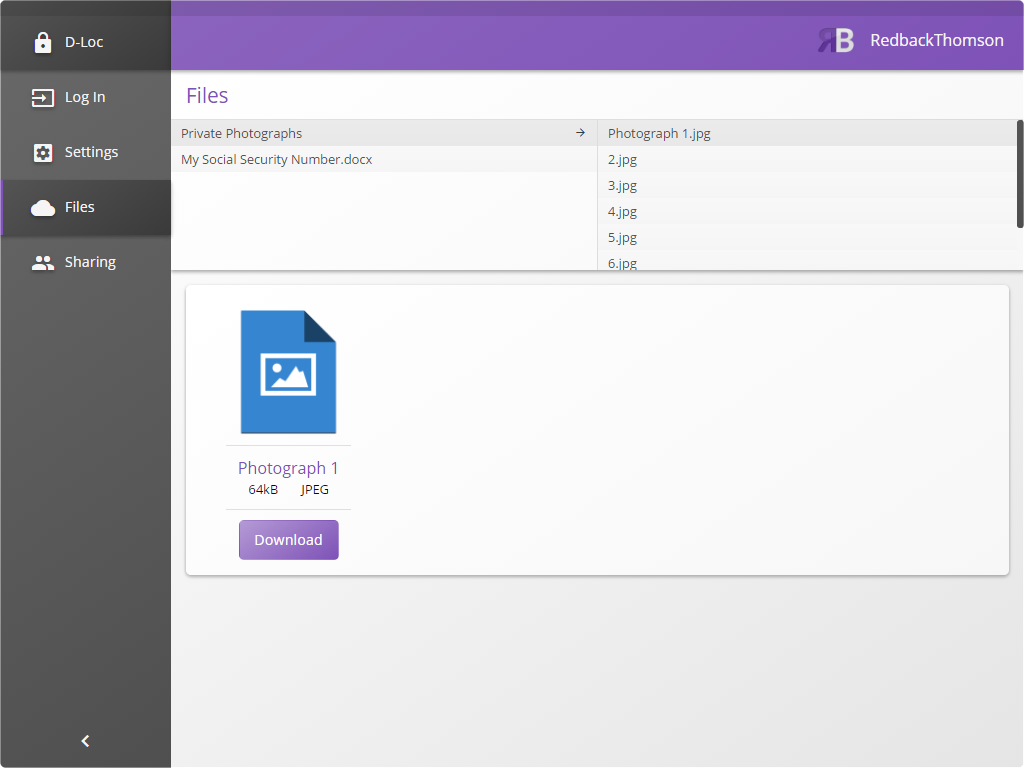 D-Loc
Log In
Settings
Files
Sharing
RB RedbackThomson
Files
Private Photographs
My Social Security Number.docx
Photograph 1.jpg
2.jpg
3.jpg
4.jpg
5.jpg
6.jpg
Photograph 1
64kB JPEG
Download